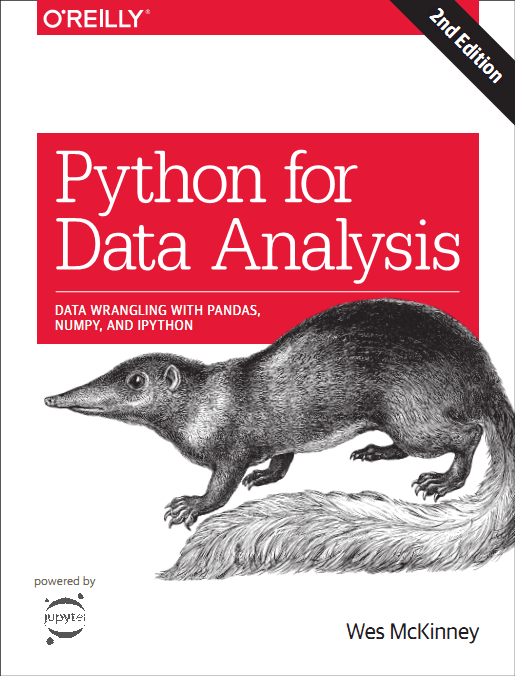 O'REILLY®
2nd Edition
Python for
Data Analysis
DATA WRANGLING WITH PANDAS,
NUMPY, AND IPYTHON
powered by
jupyter
Wes McKinney